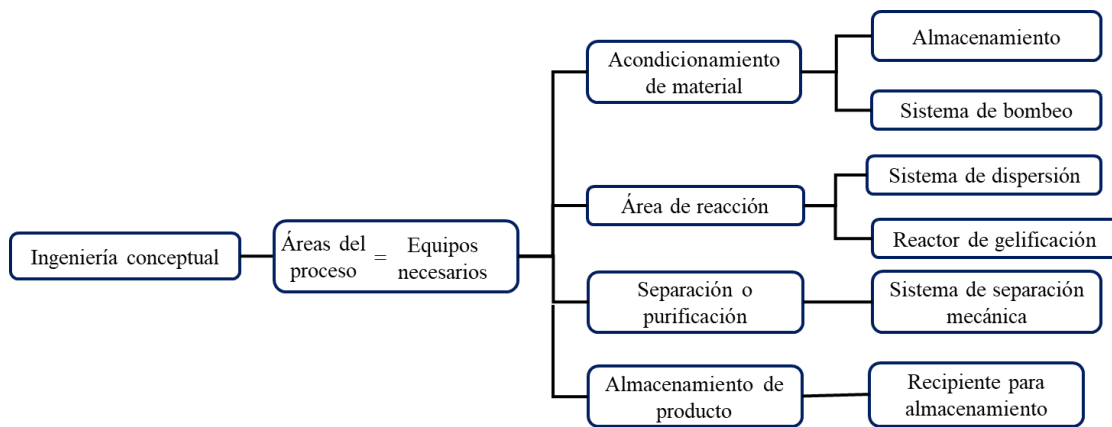 Ingeniería conceptual
Áreas del
proceso
=
Equipos
necesarios
Acondicionamiento
de material
Almacenamiento
Sistema de bombeo
Área de reacción
Sistema de dispersión
Reactor de gelificación
Separación o
purificación
Sistema de separación
mecánica
Almacenamiento de
producto
Recipiente para
almacenamiento